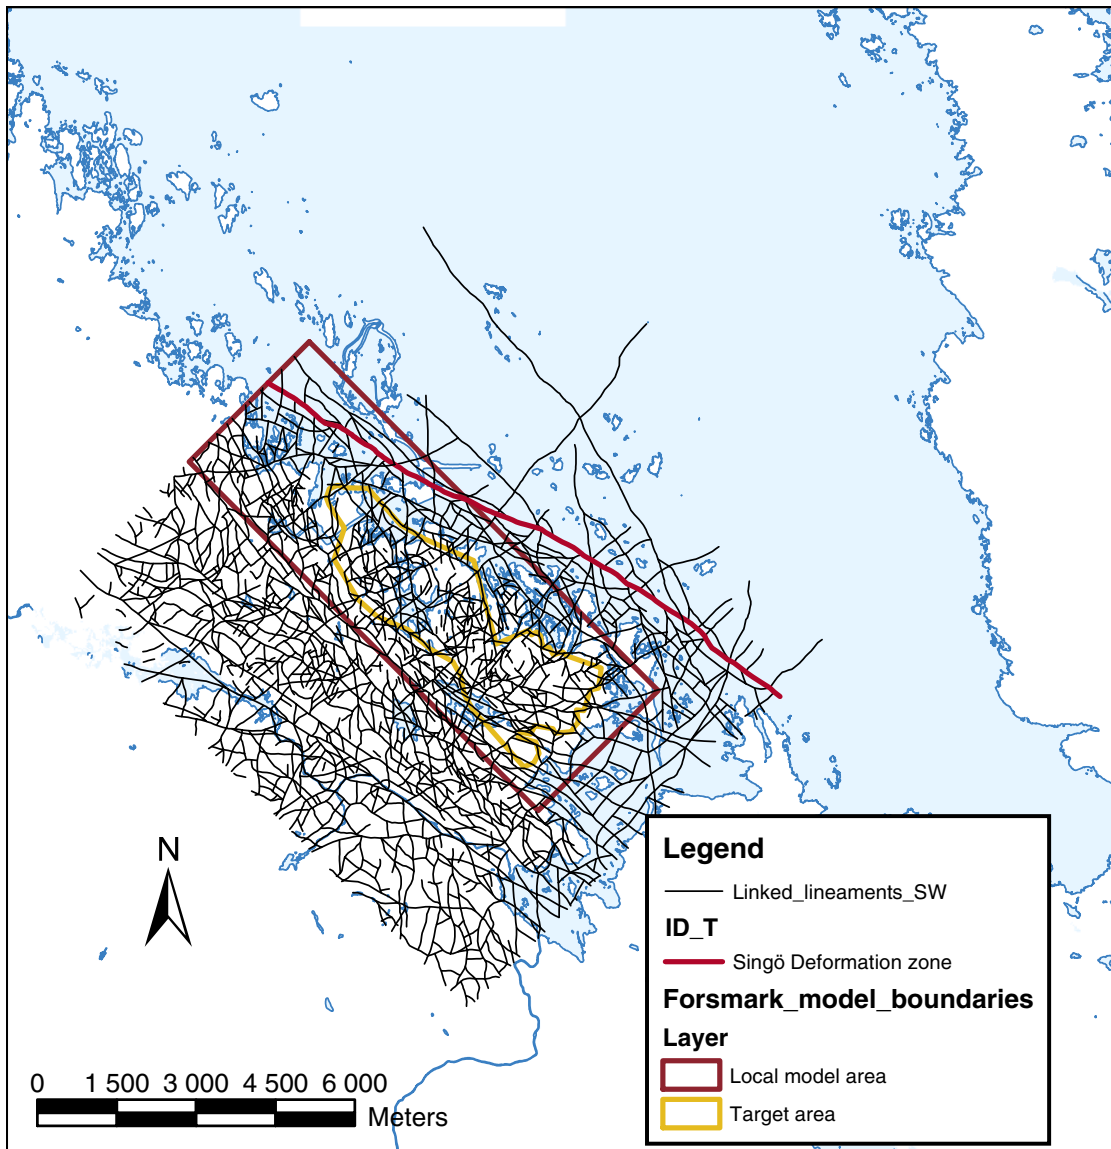 N
0 1 500 3 000 4 500 6 000
Meters
Legend
Linked_lineaments_SW
ID_T
Singö Deformation zone
Forsmark_model_boundaries
Layer
Local model area
Target area